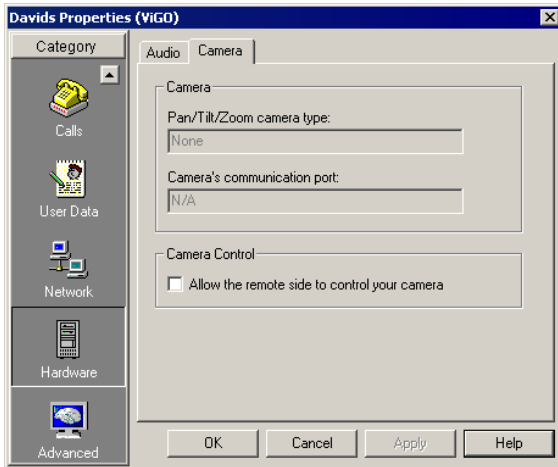 Davids Properties (ViGO)
Category
Calls
User Data
Network
Hardware
Advanced
Audio
Camera
Camera
Pan/Tilt/Zoom camera type:
None
Camera's communication port:
N/A
Camera Control
Allow the remote side to control your camera
OK
Cancel
Apply
Help